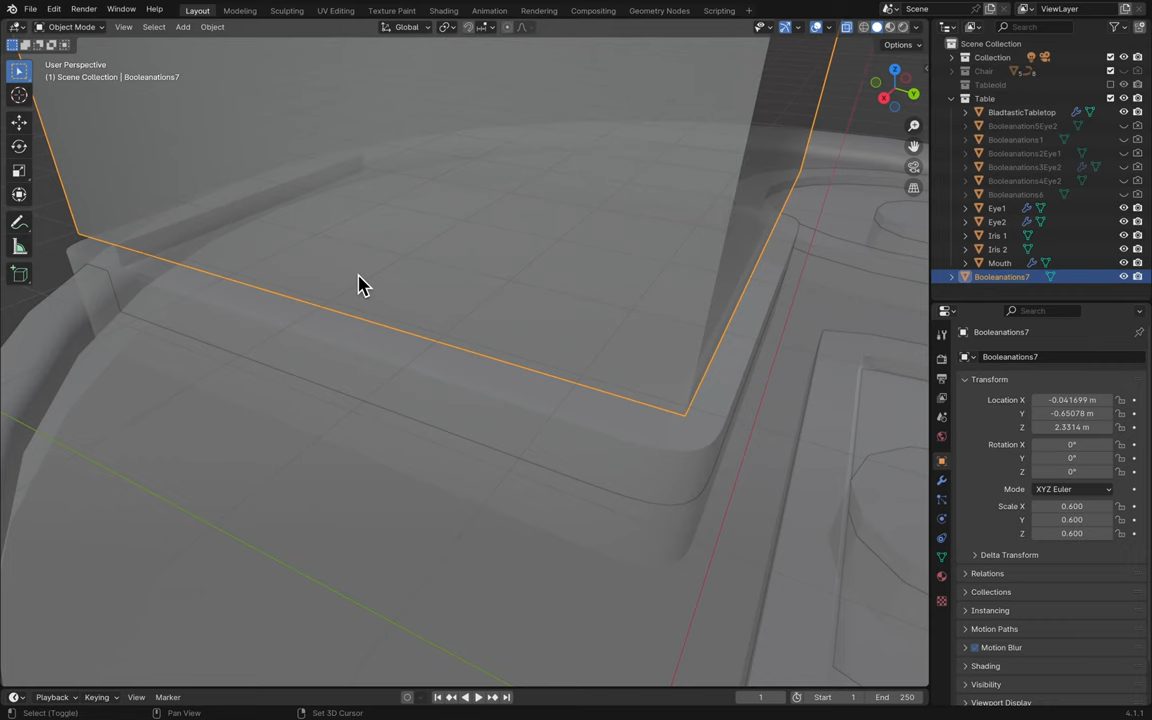 File Edit Render Window Help Layout Modeling Sculpting UV Editing Texture Paint Shading Animation Rendering Compositing Geometry Nodes Scripting + Scene ViewLayer
Object Mode View Select Add Object Global Search
Options
User Perspective
(1) Scene Collection | Booleanations7
Z
Y
X
Scene Collection
Collection
Chair 5 8
Tableold
Table
BladtasticTabletop
Booleanation5Eye2
Booleanations1
Booleanations2Eye1
Booleanations3Eye2
Booleanations4Eye2
Booleanations6
Eye1
Eye2
Iris 1
Iris 2
Mouth
Booleanations7
Search
Booleanations7
Booleanations7
Transform
Location X -0.041699 m
Y -0.65078 m
Z 2.3314 m
Rotation X 0°
Y 0°
Z 0°
Mode XYZ Euler
Scale X 0.600
Y 0.600
Z 0.600
Delta Transform
Relations
Collections
Instancing
Motion Paths
Motion Blur
Shading
Visibility
Viewport Display
Playback Keying View Marker 1 Start 1 End 250
Select (Toggle) Pan View Set 3D Cursor 4.1.1